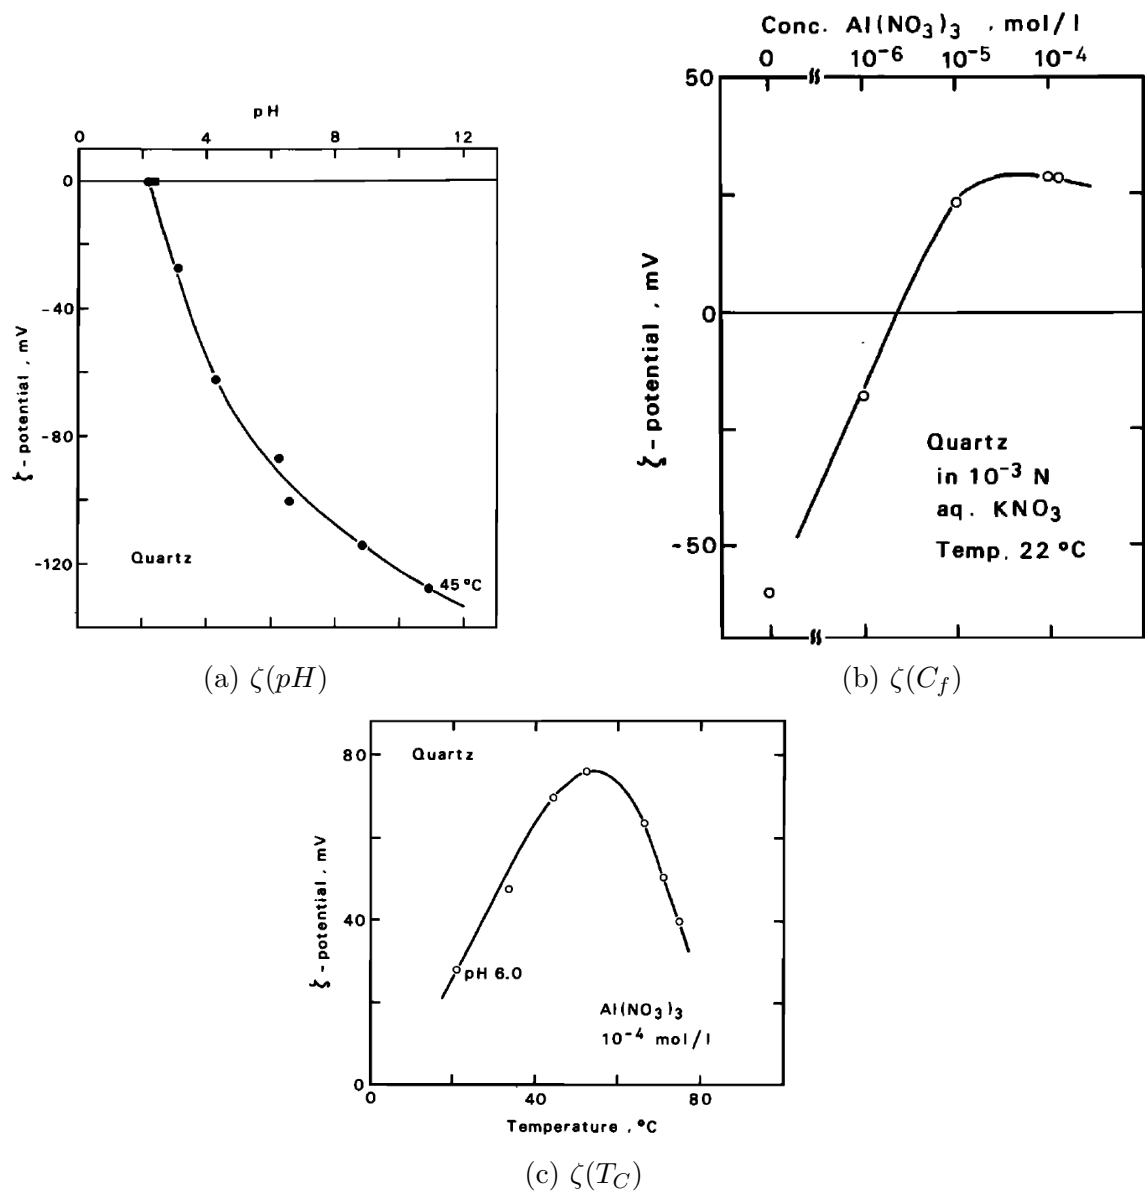 pH
0 4 8 12
0
-40
-80
-120
ζ-potential, mV
Quartz
45 °C
(a) ζ(pH)
Conc. Al(NO₃)₃ , mol/l
0 10⁻⁶ 10⁻⁵ 10⁻⁴
50
0
-50
ζ-potential, mV
Quartz
in 10⁻³ N
aq. KNO₃
Temp. 22 °C
(b) ζ(C_f)
80
40
0
ζ-potential, mV
Quartz
pH 6.0
Al(NO₃)₃
10⁻⁴ mol/l
0 40 80
Temperature, °C
(c) ζ(T_C)